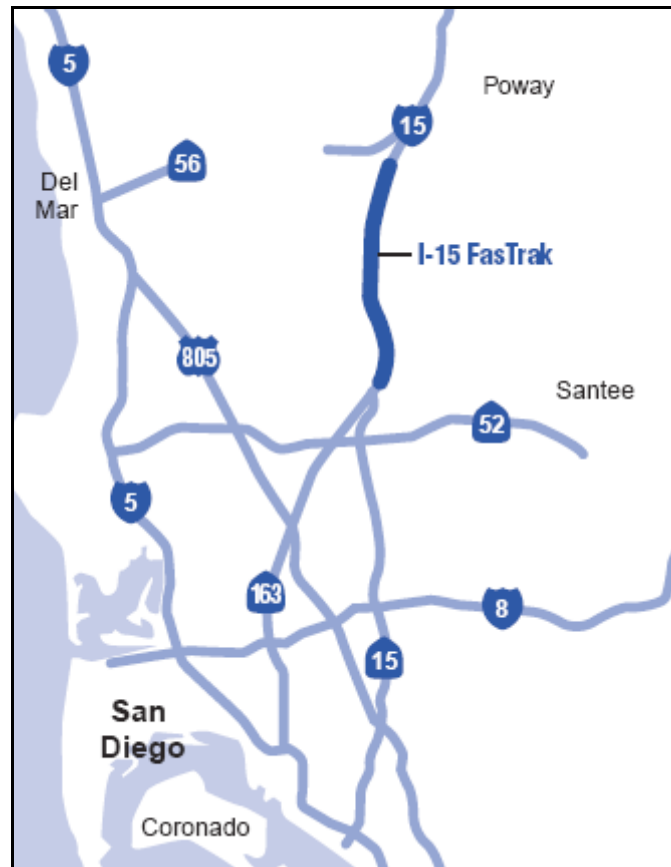 5
Poway
15
56
Del
Mar
I-15 FasTrak
805
Santee
52
5
163
8
15
San
Diego
Coronado